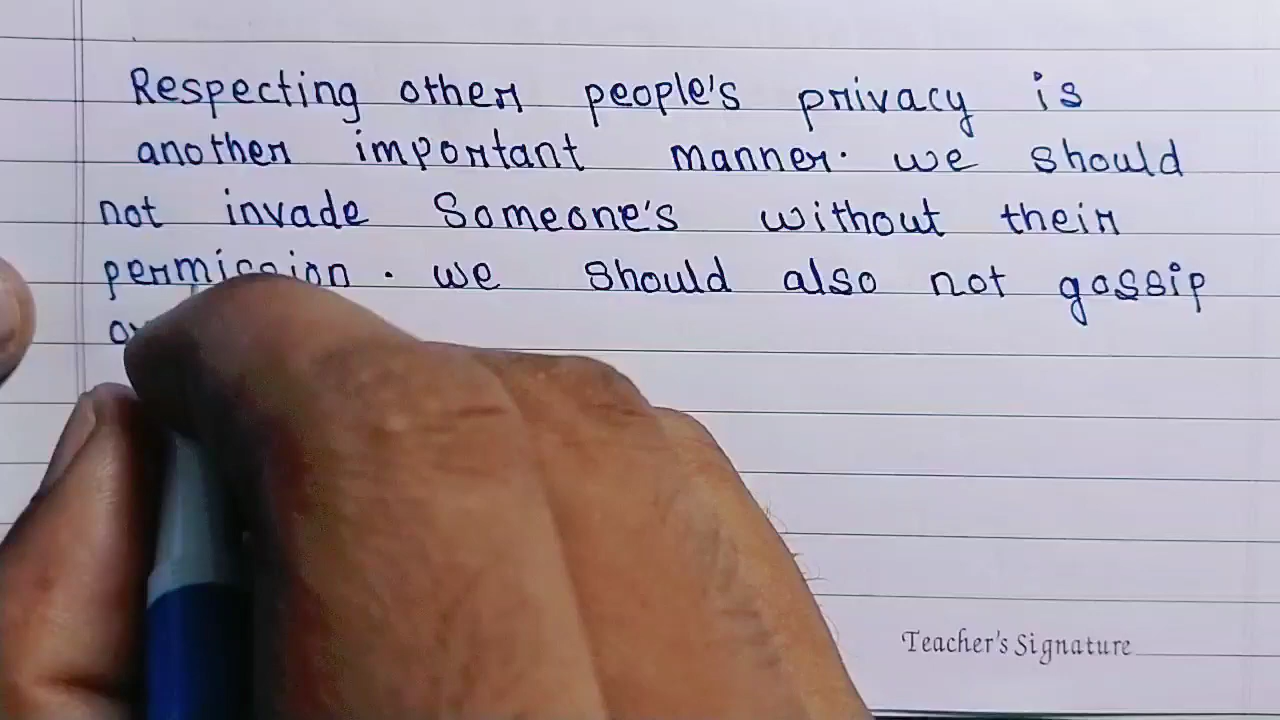 Respecting other people's privacy is
another important manner. we should
not invade Someone's without their
permission. we should also not gossip
Teacher's Signature